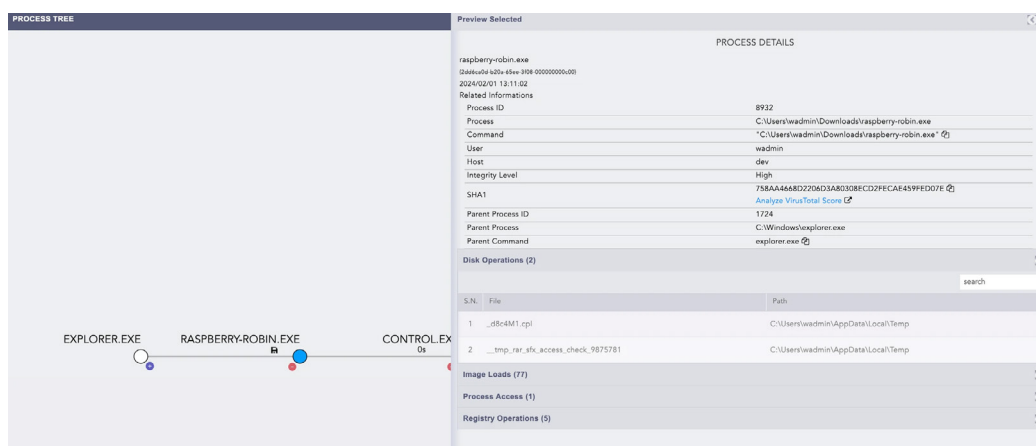 PROCESS TREE
Preview Selected
PROCESS DETAILS
raspberry-robin.exe
2024/02/01 13:11:02
Related Informations
Process ID 8932
Process C:\Users\wadmin\Downloads\raspberry-robin.exe
Command "C:\Users\wadmin\Downloads\raspberry-robin.exe"
User wadmin
Host dev
Integrity Level High
SHA1 758AA4668D2206D3A80308ECD2FECAE459FED07E
Analyze VirusTotal Score
Parent Process ID 1724
Parent Process C:\Windows\explorer.exe
Parent Command explorer.exe
Disk Operations (2)
search
S.N. File Path
1 _d8c4M1.cpl C:\Users\wadmin\AppData\Local\Temp
2 __tmp_rar_sfx_access_check_9875781 C:\Users\wadmin\AppData\Local\Temp
EXPLORER.EXE RASPBERRY-ROBIN.EXE CONTROL.EX
0s
Image Loads (77)
Process Access (1)
Registry Operations (5)